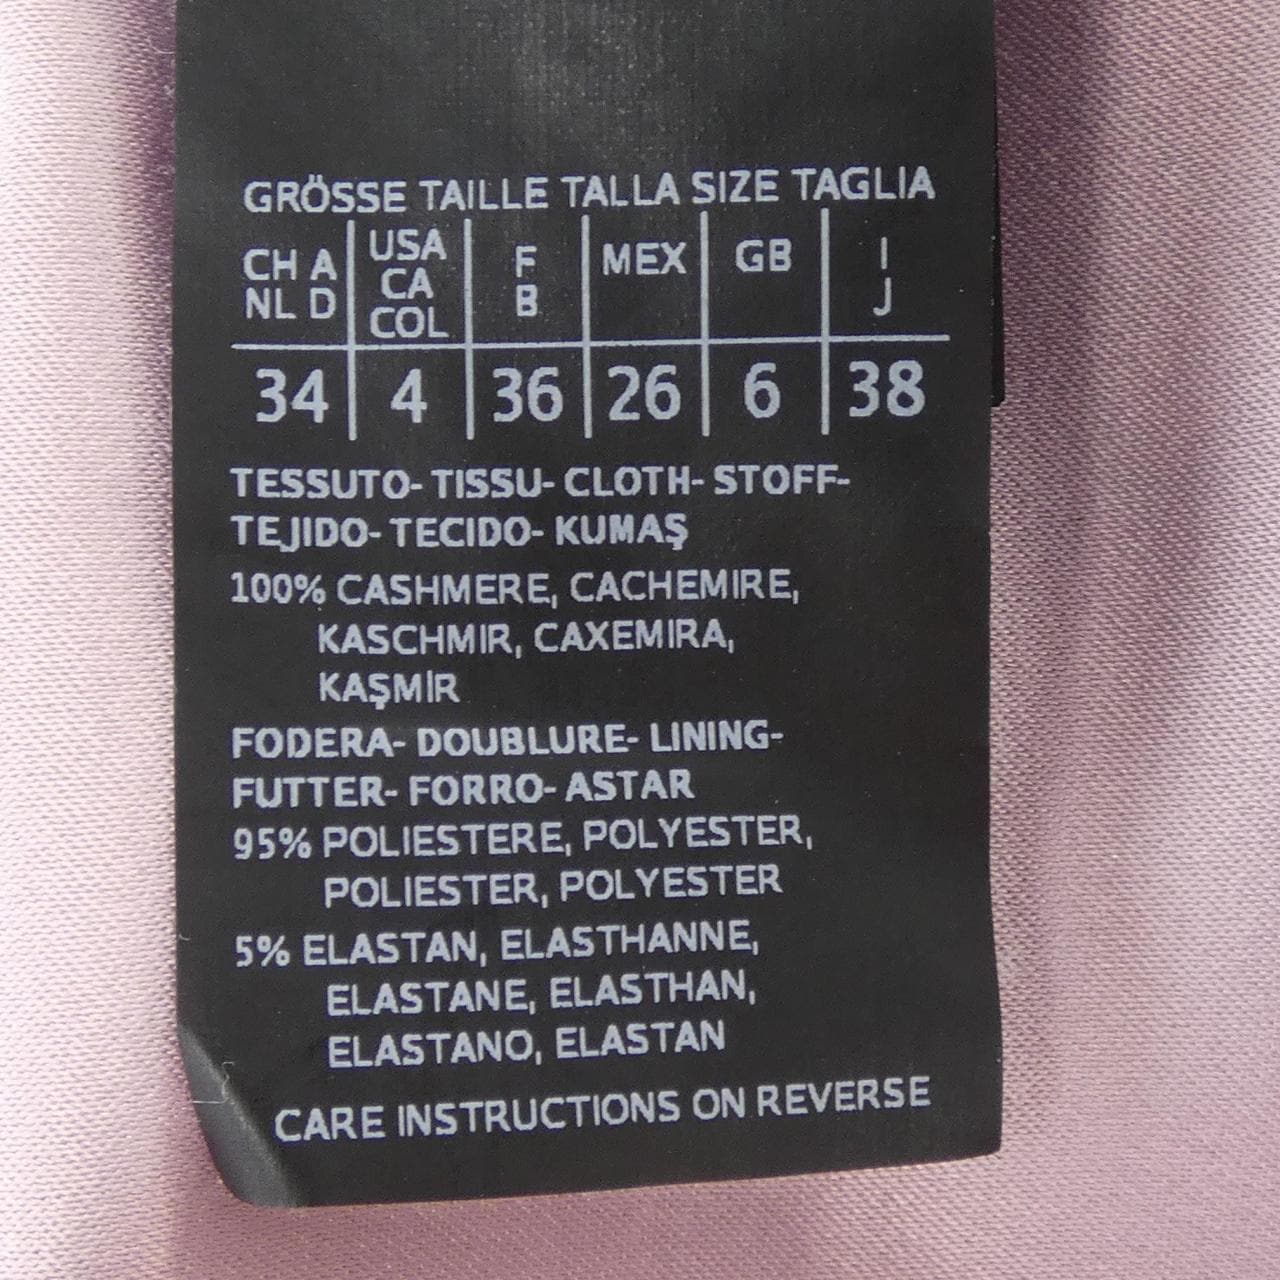 GRÖSSE TAILLE TALLA SIZE TAGLIA
CH A NL D | USA CA COL | F B | MEX | GB | I J
34 | 4 | 36 | 26 | 6 | 38
TESSUTO- TISSU- CLOTH- STOFF-
TEJIDO- TECIDO- KUMAŞ
100% CASHMERE, CACHEMIRE,
KASCHMIR, CAXEMIRA,
KAŞMİR
FODERA- DOUBLURE- LINING-
FUTTER- FORRO- ASTAR
95% POLIESTERE, POLYESTER,
POLIESTER, POLYESTER
5% ELASTAN, ELASTHANNE,
ELASTANE, ELASTHAN,
ELASTANO, ELASTAN
CARE INSTRUCTIONS ON REVERSE